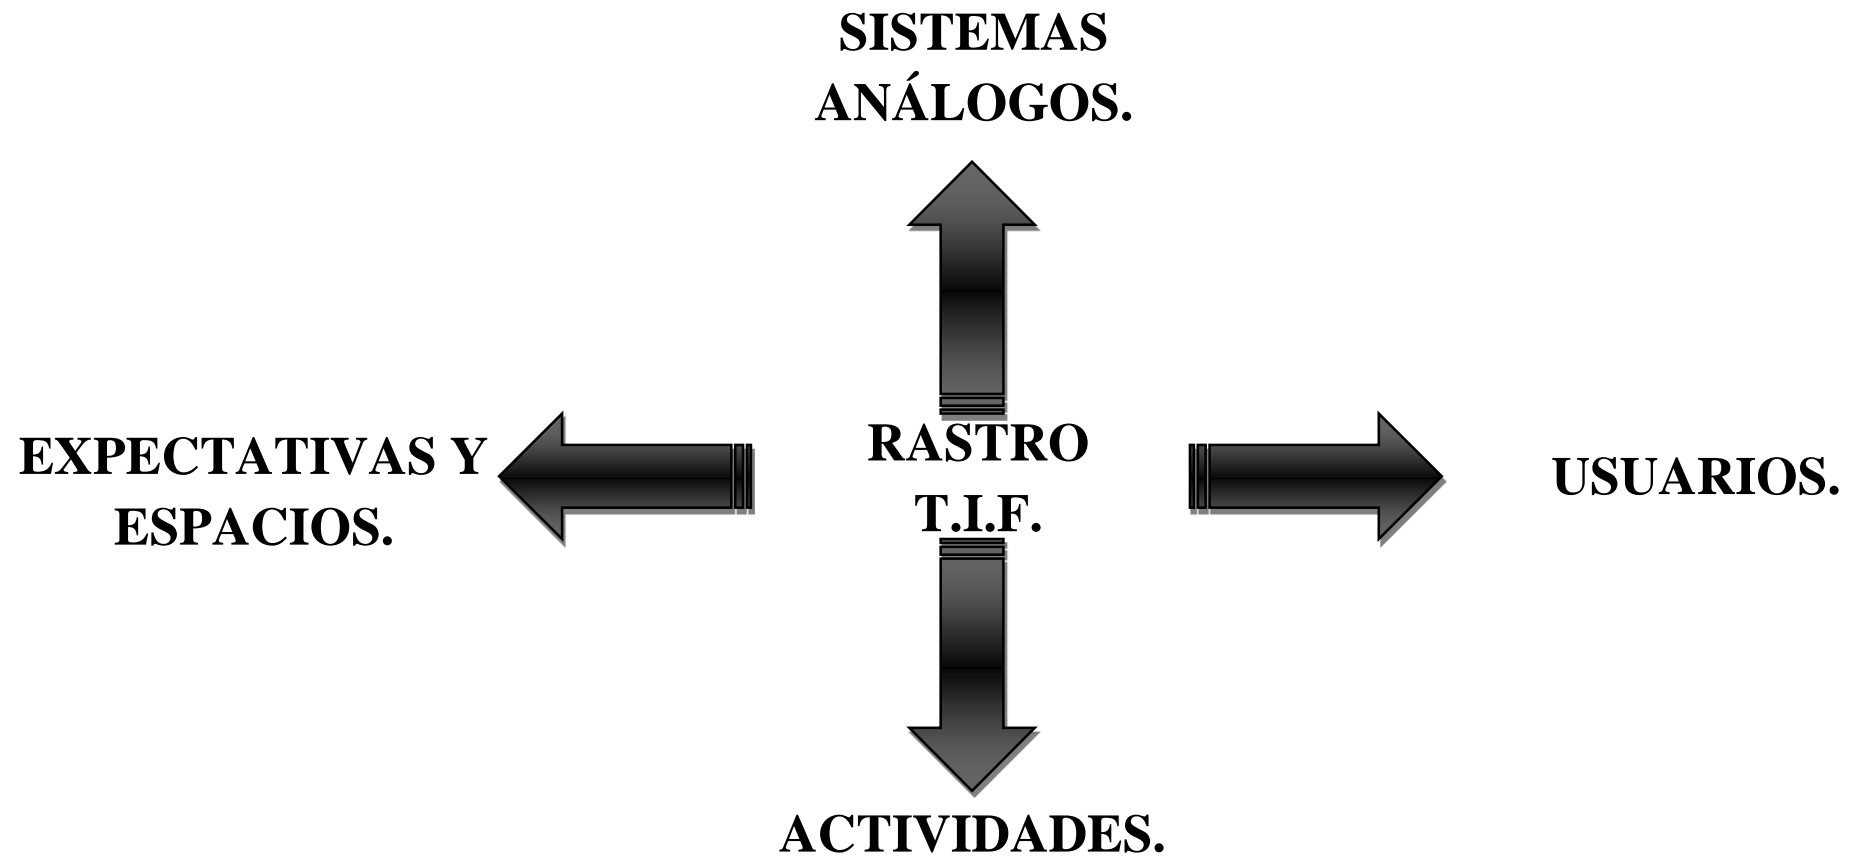 SISTEMAS
ANÁLOGOS.
EXPECTATIVAS Y
ESPACIOS.
RASTRO
T.I.F.
USUARIOS.
ACTIVIDADES.